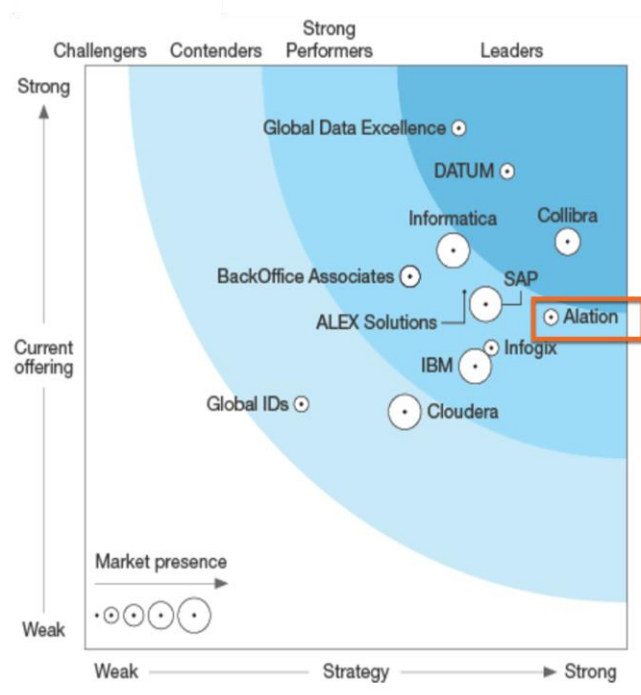 Strong
Challengers Contenders Performers Leaders
Strong
Global Data Excellence
DATUM
Informatica
Collibra
BackOffice Associates
SAP
ALEX Solutions
Alation
Current
offering
Infogix
IBM
Global IDs
Cloudera
Market presence
Weak
Weak Strategy Strong